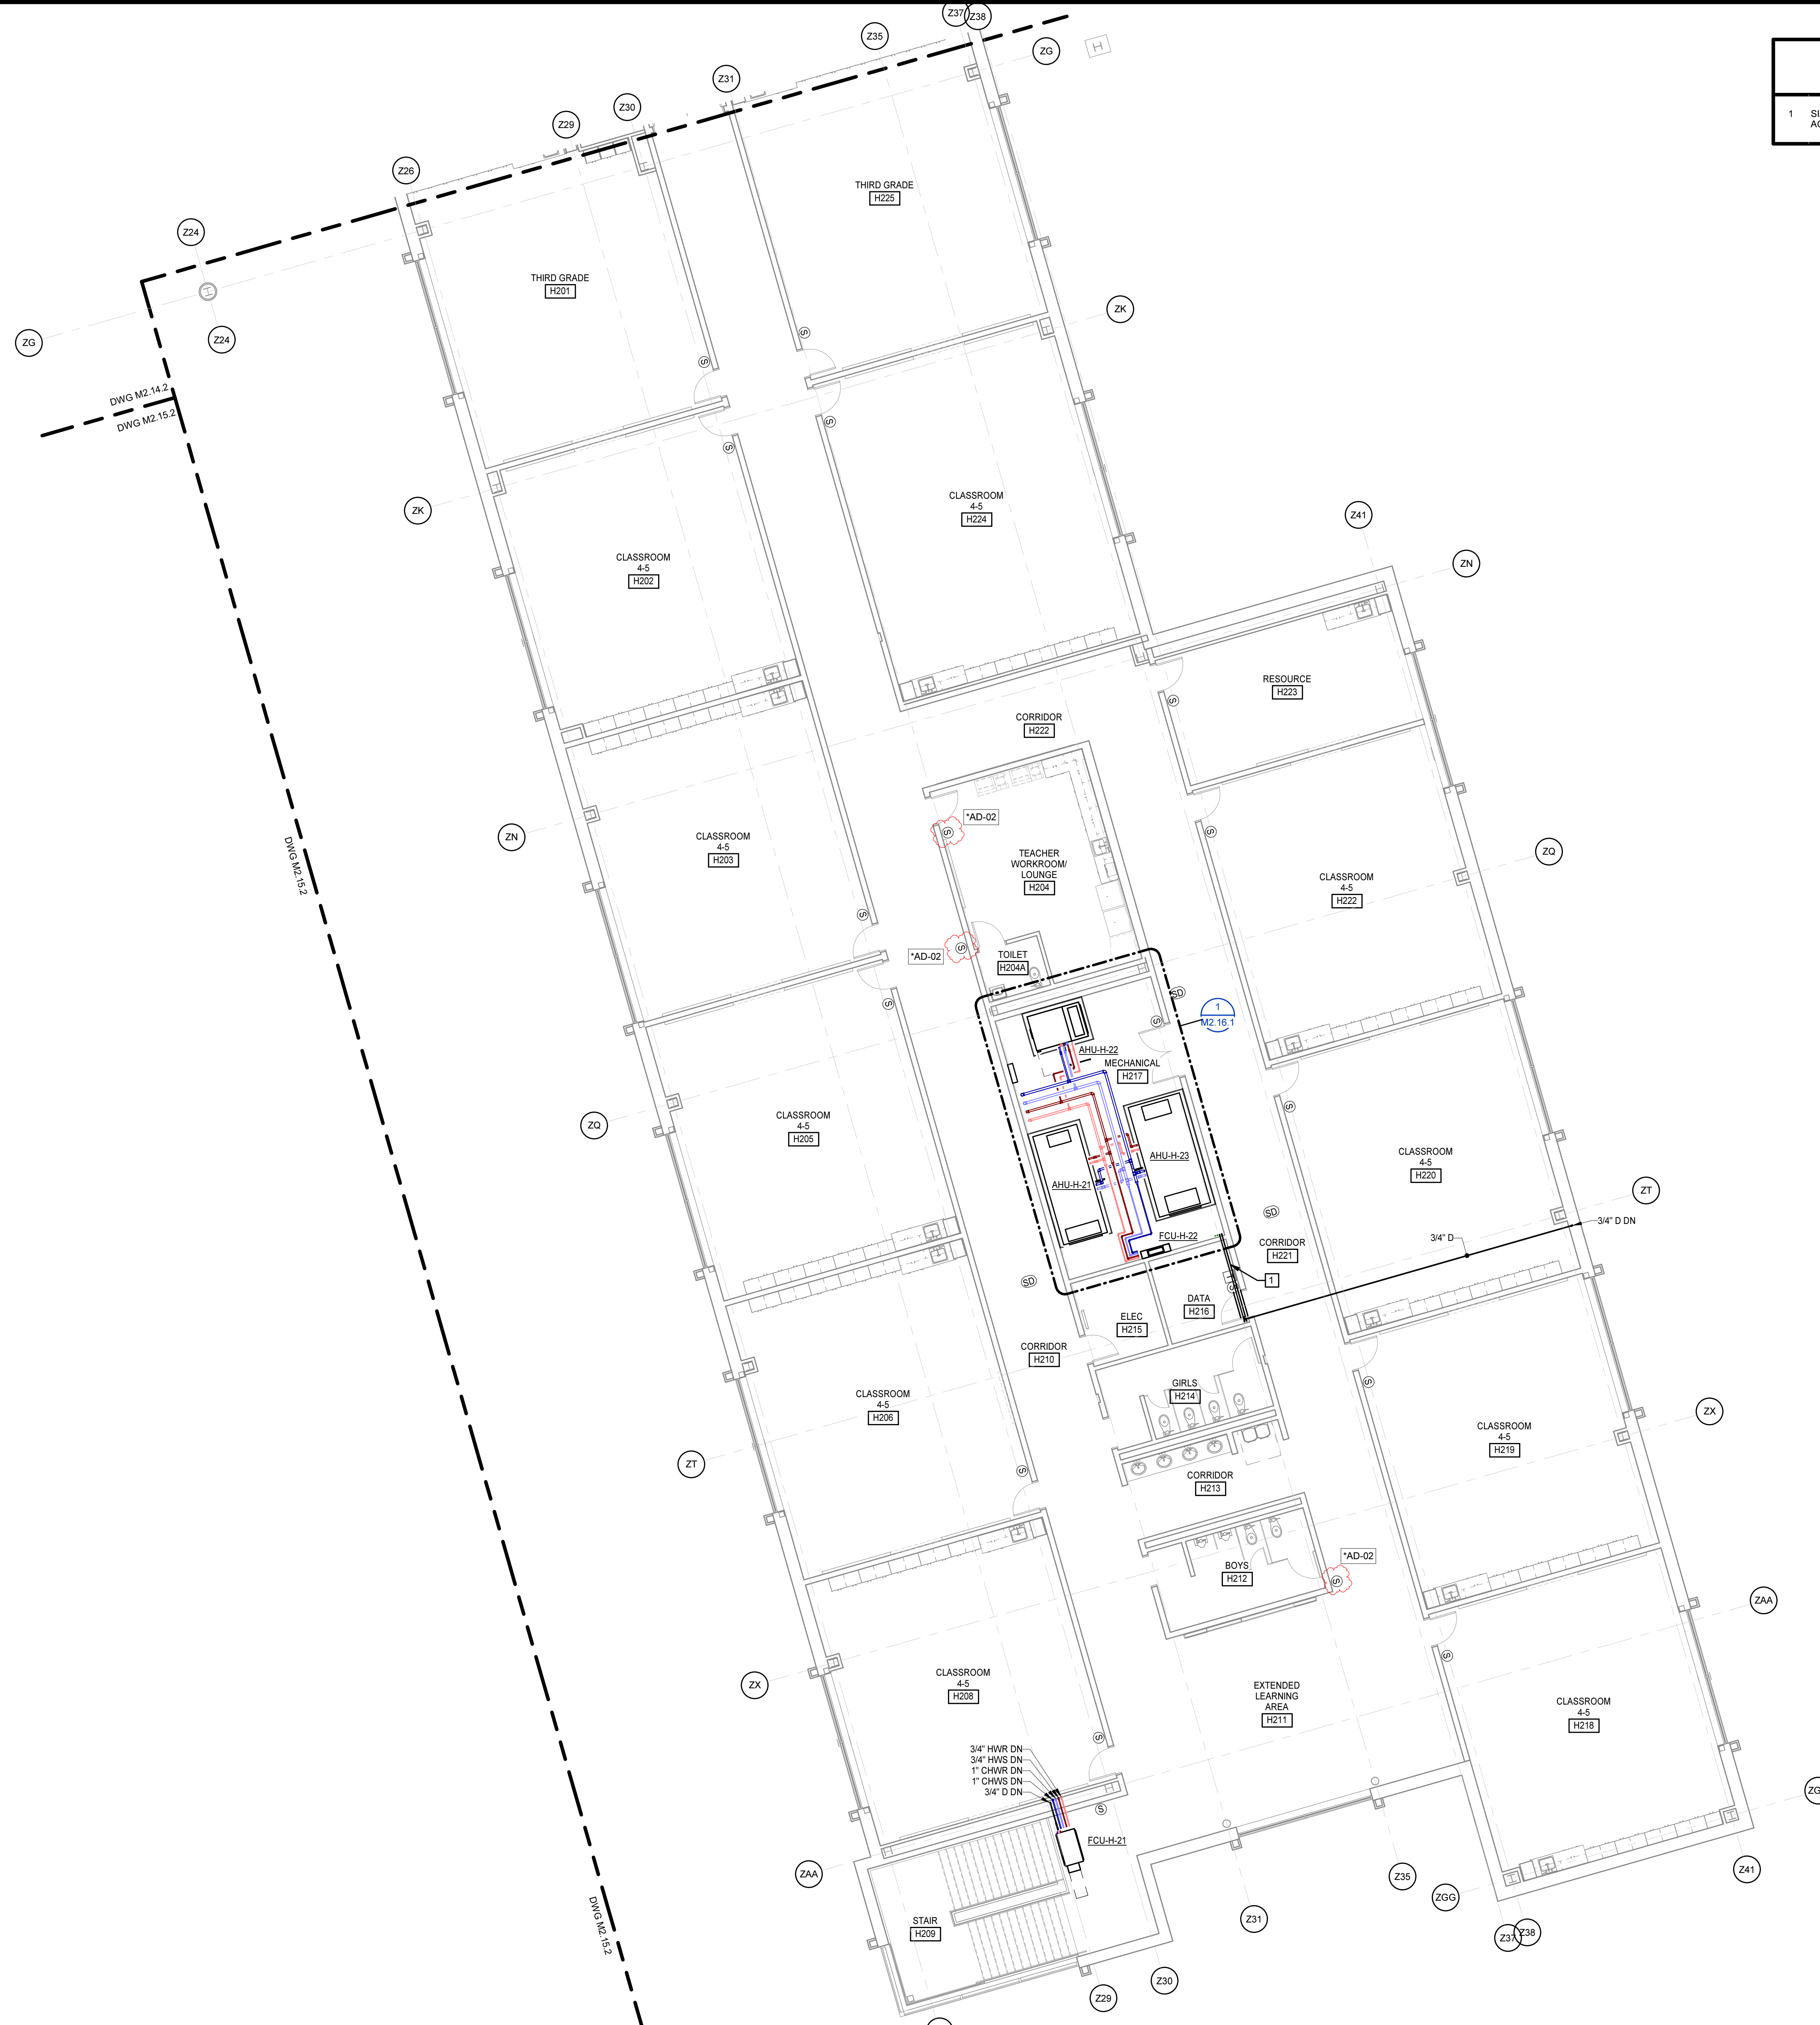 Z37
Z38
Z35
ZG
H
Z31
Z30
Z29
Z26
Z24
Z24
ZG
1
THIRD GRADE
H225
THIRD GRADE
H201
ZK
S
S
DWG M2.14.2
DWG M2.15.2
S
S
ZK
CLASSROOM
4-5
H224
CLASSROOM
4-5
H202
Z41
ZN
RESOURCE
H223
S
CORRIDOR
H222
ZN
CLASSROOM
4-5
H203
DWG M2.15.2
*AD-02
S
TEACHER
WORKROOM/
LOUNGE
H204
S
CLASSROOM
4-5
H222
ZQ
S
*AD-02
S
TOILET
H204A
S
SD
1
M2.16.1
S
AHU-H-22
MECHANICAL
H217
S
ZQ
CLASSROOM
4-5
H205
AHU-H-23
AHU-H-21
CLASSROOM
4-5
H220
ZT
3/4" D DN
3/4" D
SD
FCU-H-22
CORRIDOR
H221
1
SD
T
S
DATA
H216
ELEC
H215
CORRIDOR
H210
GIRLS
H214
S
CLASSROOM
4-5
H206
ZX
CLASSROOM
4-5
H219
ZT
S
CORRIDOR
H213
*AD-02
BOYS
H212
S
ZAA
S
CLASSROOM
4-5
H208
ZX
EXTENDED
LEARNING
AREA
H211
CLASSROOM
4-5
H218
S
3/4" HWR DN
3/4" HWS DN
1" CHWR DN
1" CHWS DN
3/4" D DN
S
FCU-H-21
ZAA
Z35
ZGG
Z41
Z31
STAIR
H209
Z37
Z38
DWG M2.15.2
Z30
Z29